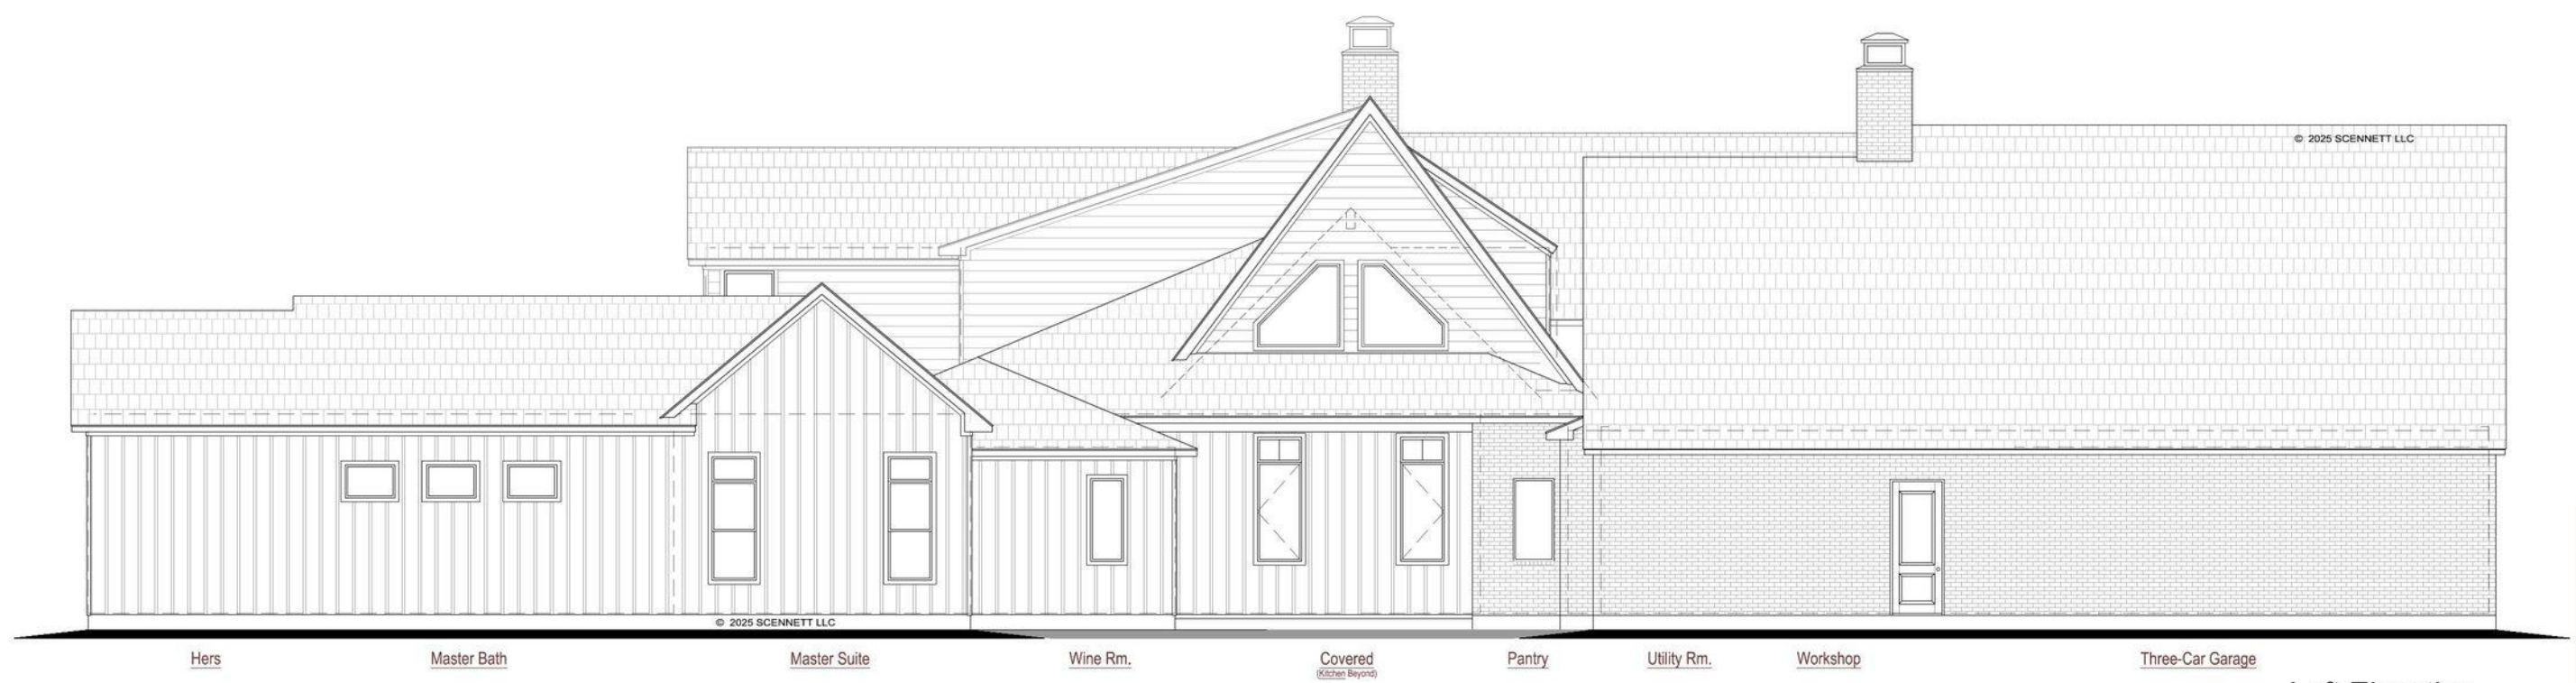 © 2025 SCENNETT LLC
© 2025 SCENNETT LLC
Hers
Master Bath
Master Suite
Wine Rm.
Covered
(Kitchen Beyond)
Pantry
Utility Rm.
Workshop
Three-Car Garage